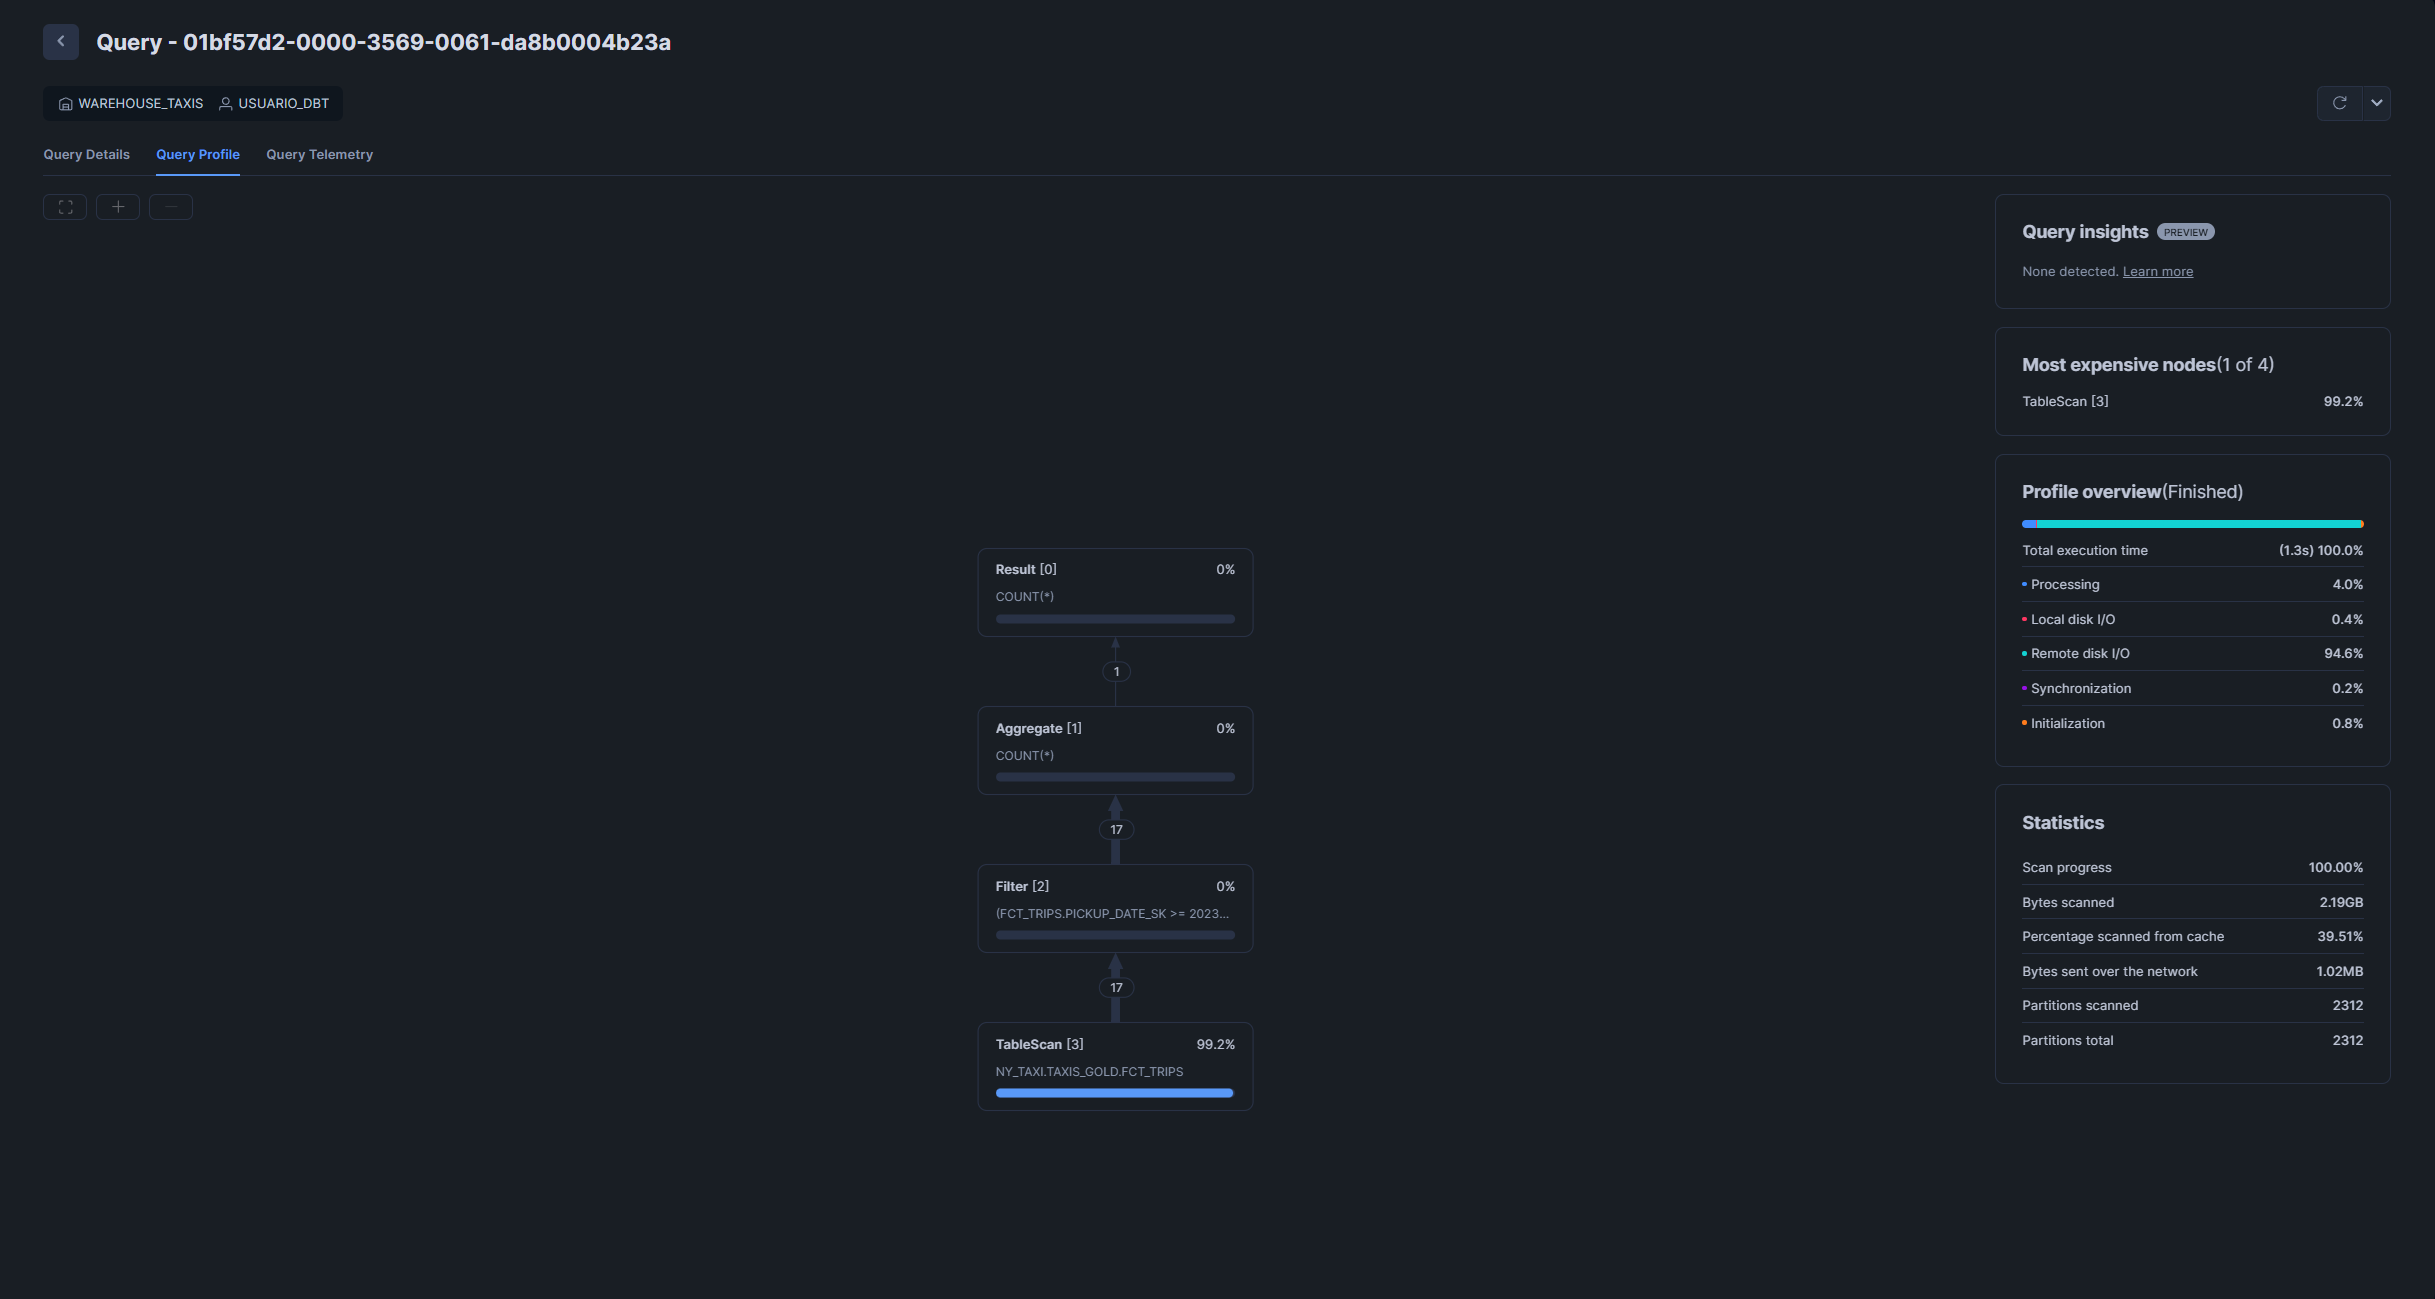 Query - 01bf57d2-0000-3569-0061-da8b0004b23a
WAREHOUSE_TAXIS USUARIO_DBT
Query Details Query Profile Query Telemetry
Result [0] 0%
COUNT(*)
1
Aggregate [1] 0%
COUNT(*)
17
Filter [2] 0%
(FCT_TRIPS.PICKUP_DATE_SK >= 2023...
17
TableScan [3] 99.2%
NY_TAXI.TAXIS_GOLD.FCT_TRIPS
Query insights PREVIEW
None detected. Learn more
Most expensive nodes(1 of 4)
TableScan [3] 99.2%
Profile overview(Finished)
Total execution time (1.3s) 100.0%
Processing 4.0%
Local disk I/O 0.4%
Remote disk I/O 94.6%
Synchronization 0.2%
Initialization 0.8%
Statistics
Scan progress 100.00%
Bytes scanned 2.19GB
Percentage scanned from cache 39.51%
Bytes sent over the network 1.02MB
Partitions scanned 2312
Partitions total 2312